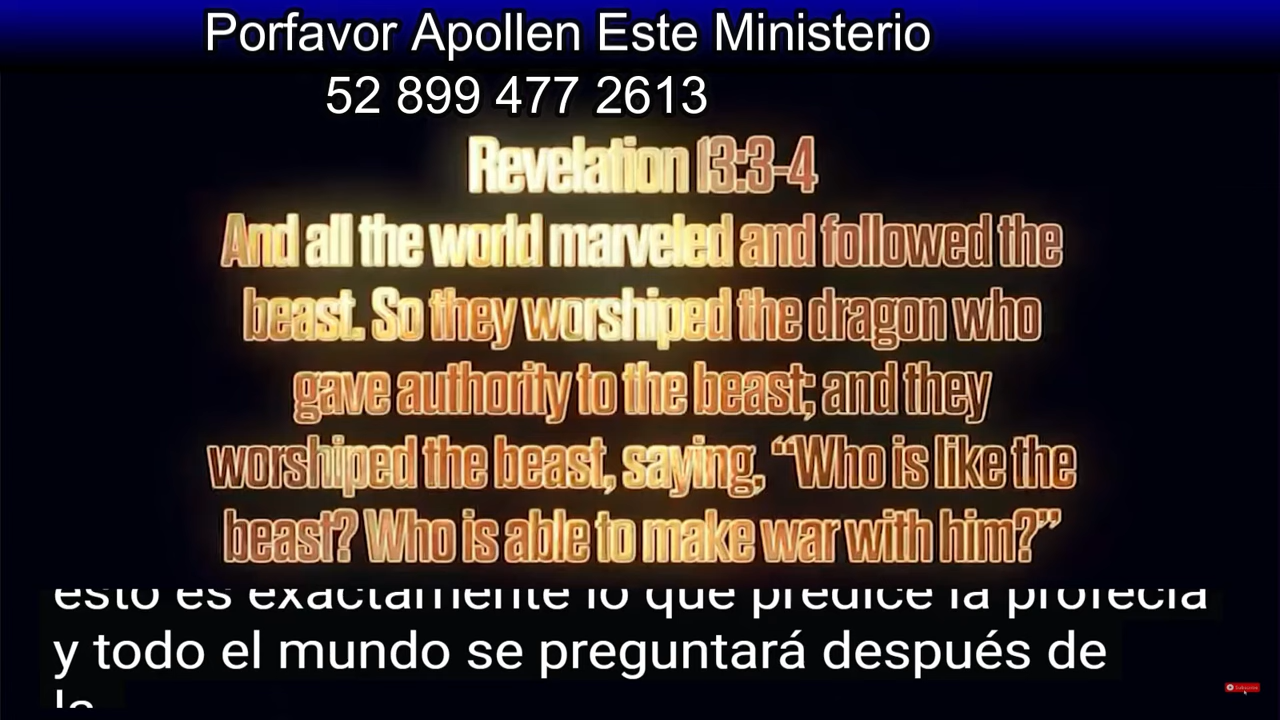 Porfavor Apollen Este Ministerio
52 899 477 2613
Revelation 13:3-4
And all the world marveled and followed the
beast. So they worshiped the dragon who
gave authority to the beast; and they
worshiped the beast, saying, “Who is like the
beast? Who is able to make war with him?”
esto es exactamente lo que predice la profecía
y todo el mundo se preguntará después de
la